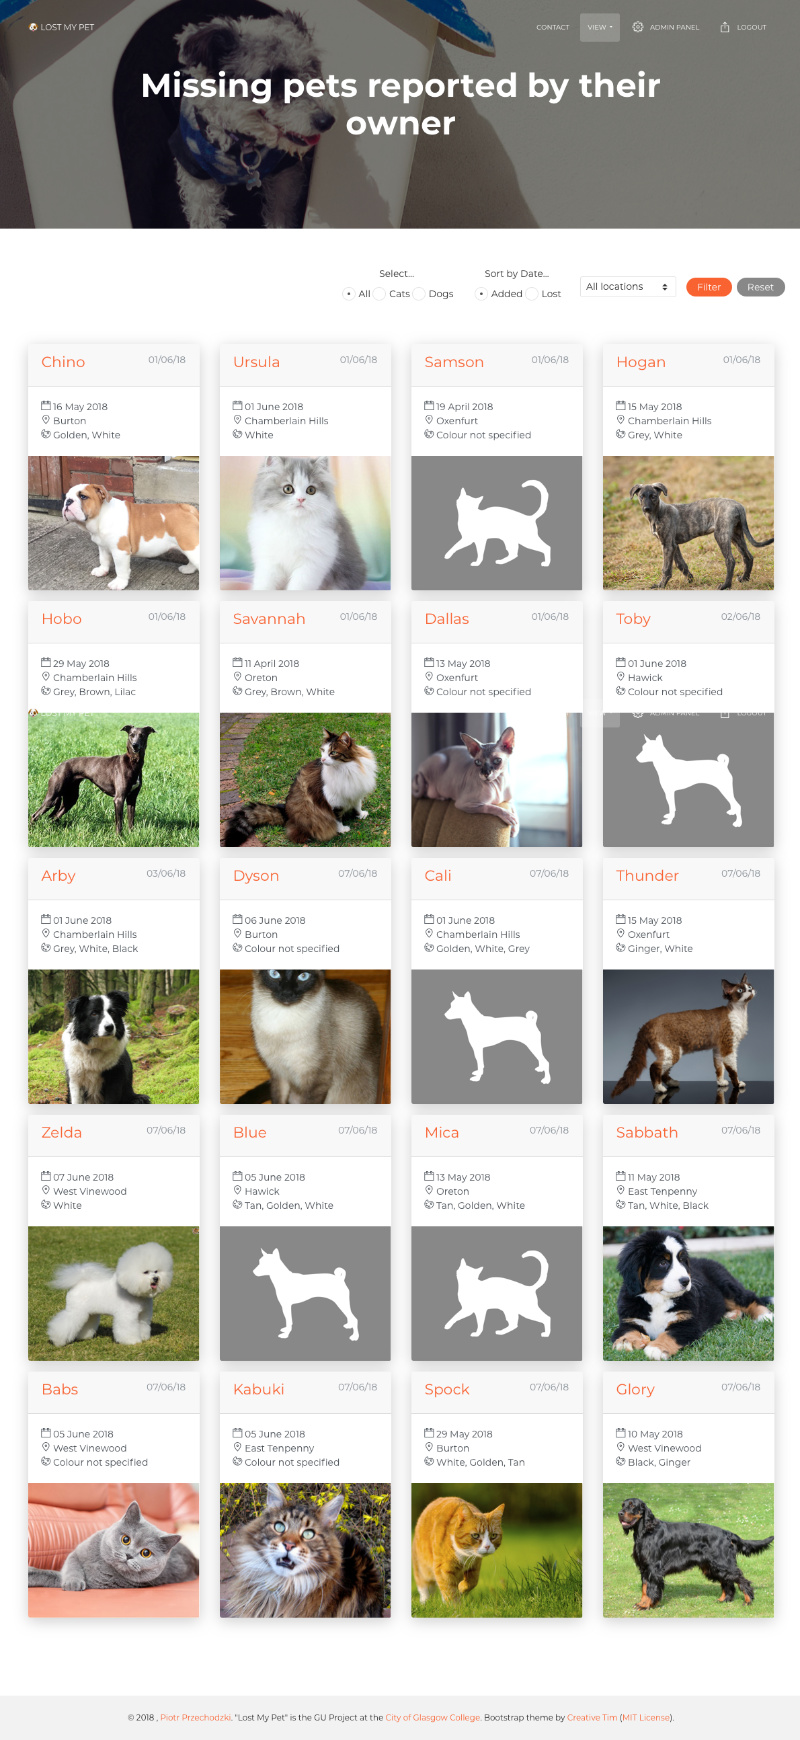 LOST MY PET
CONTACT
VIEW
ADMIN PANEL
LOGOUT
Missing pets reported by their
owner
Select...
Sort by Date...
All Cats Dogs
Added Lost
All locations
Filter
Reset
Chino 01/06/18
16 May 2018
Burton
Golden, White
Ursula 01/06/18
01 June 2018
Chamberlain Hills
White
Samson 01/06/18
19 April 2018
Oxenfurt
Colour not specified
Hogan 01/06/18
15 May 2018
Chamberlain Hills
Grey, White
Hobo 01/06/18
29 May 2018
Chamberlain Hills
Grey, Brown, Lilac
Savannah 01/06/18
11 April 2018
Oreton
Grey, Brown, White
Dallas 01/06/18
13 May 2018
Oxenfurt
Colour not specified
Toby 02/06/18
01 June 2018
Hawick
Colour not specified
LOST MY PET
ADMIN PANEL
LOGOUT
Arby 03/06/18
01 June 2018
Chamberlain Hills
Grey, White, Black
Dyson 07/06/18
06 June 2018
Burton
Colour not specified
Cali 07/06/18
01 June 2018
Chamberlain Hills
Golden, White, Grey
Thunder 07/06/18
15 May 2018
Oxenfurt
Ginger, White
Zelda 07/06/18
07 June 2018
West Vinewood
White
Blue 07/06/18
05 June 2018
Hawick
Tan, Golden, White
Mica 07/06/18
13 May 2018
Oreton
Tan, Golden, White
Sabbath 07/06/18
11 May 2018
East Tenpenny
Tan, White, Black
Babs 07/06/18
05 June 2018
West Vinewood
Colour not specified
Kabuki 07/06/18
05 June 2018
East Tenpenny
Colour not specified
Spock 07/06/18
29 May 2018
Burton
White, Golden, Tan
Glory 07/06/18
10 May 2018
West Vinewood
Black, Ginger
© 2018 , Piotr Przechodzki. "Lost My Pet" is the GU Project at the City of Glasgow College. Bootstrap theme by Creative Tim (MIT License).